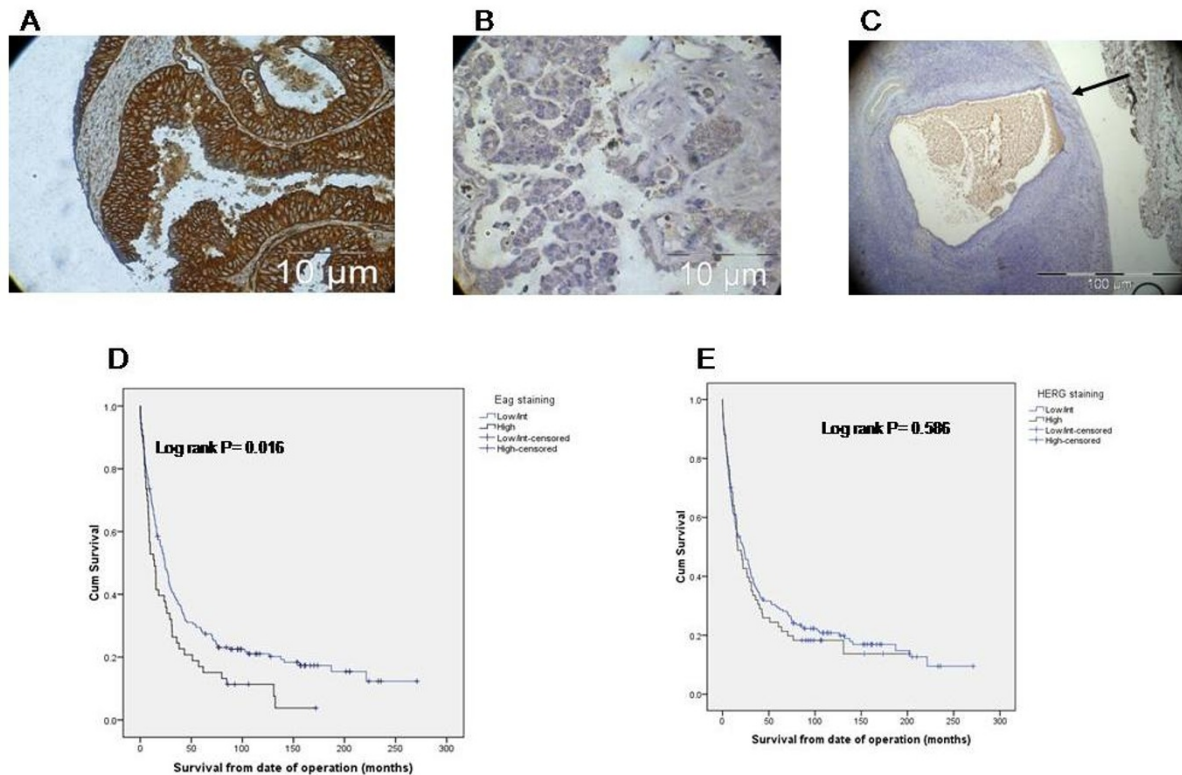 A
B
C
10 µm
10 µm
100 µm
D
Eag staining
Low/Int
High
Low/Int-censored
High-censored
Log rank P= 0.016
Cum Survival
1.0
0.8
0.6
0.4
0.2
0.0
0
50
100
150
200
250
300
Survival from date of operation (months)
E
HERG staining
Low/Int
High
Low/Int-censored
High-censored
Log rank P= 0.586
Cum Survival
1.0
0.8
0.6
0.4
0.2
0.0
0
50
100
150
200
250
300
Survival from date of operation (months)